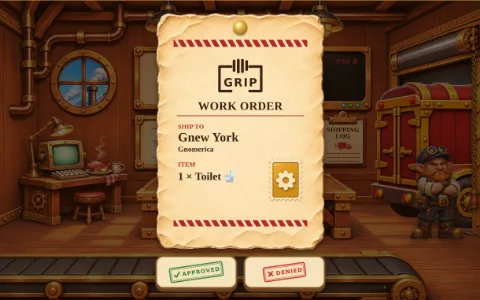 GRIP
WORK ORDER
SHIP TO
Gnew York
Gnomerica
ITEM
1 × Toilet
SHIPPING
LOG
APPROVED
DENIED